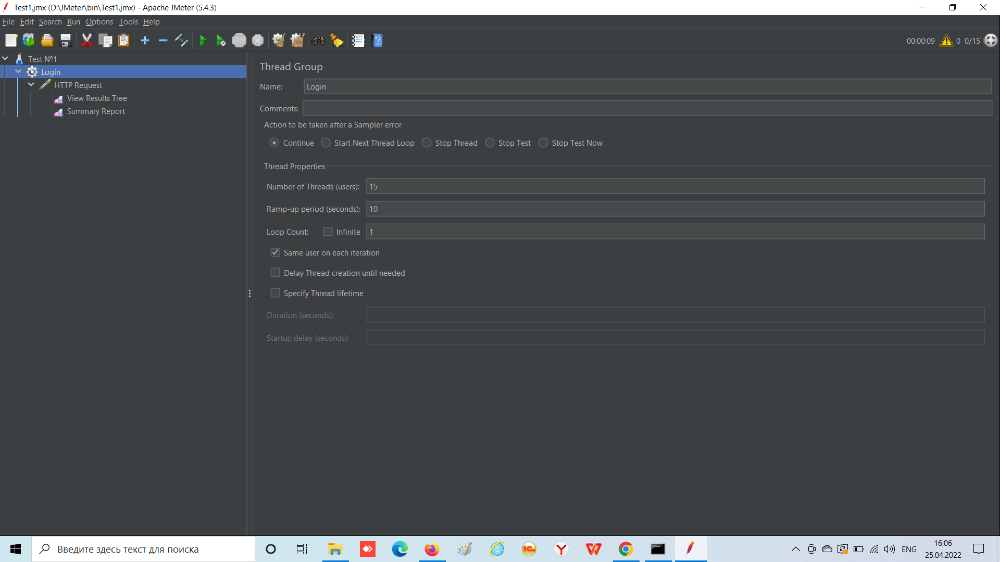 Test1.jmx (D:\JMeter\bin\Test1.jmx) - Apache JMeter (5.4.3)
File Edit Search Run Options Tools Help
STOP
00:00:09 0 0/15
Test №1
Login
HTTP Request
View Results Tree
Summary Report
Thread Group
Name: Login
Comments:
Action to be taken after a Sampler error
Continue Start Next Thread Loop Stop Thread Stop Test Stop Test Now
Thread Properties
Number of Threads (users): 15
Ramp-up period (seconds): 10
Loop Count: Infinite 1
Same user on each iteration
Delay Thread creation until needed
Specify Thread lifetime
Duration (seconds):
Startup delay (seconds):
Введите здесь текст для поиска
ENG
16:06
25.04.2022